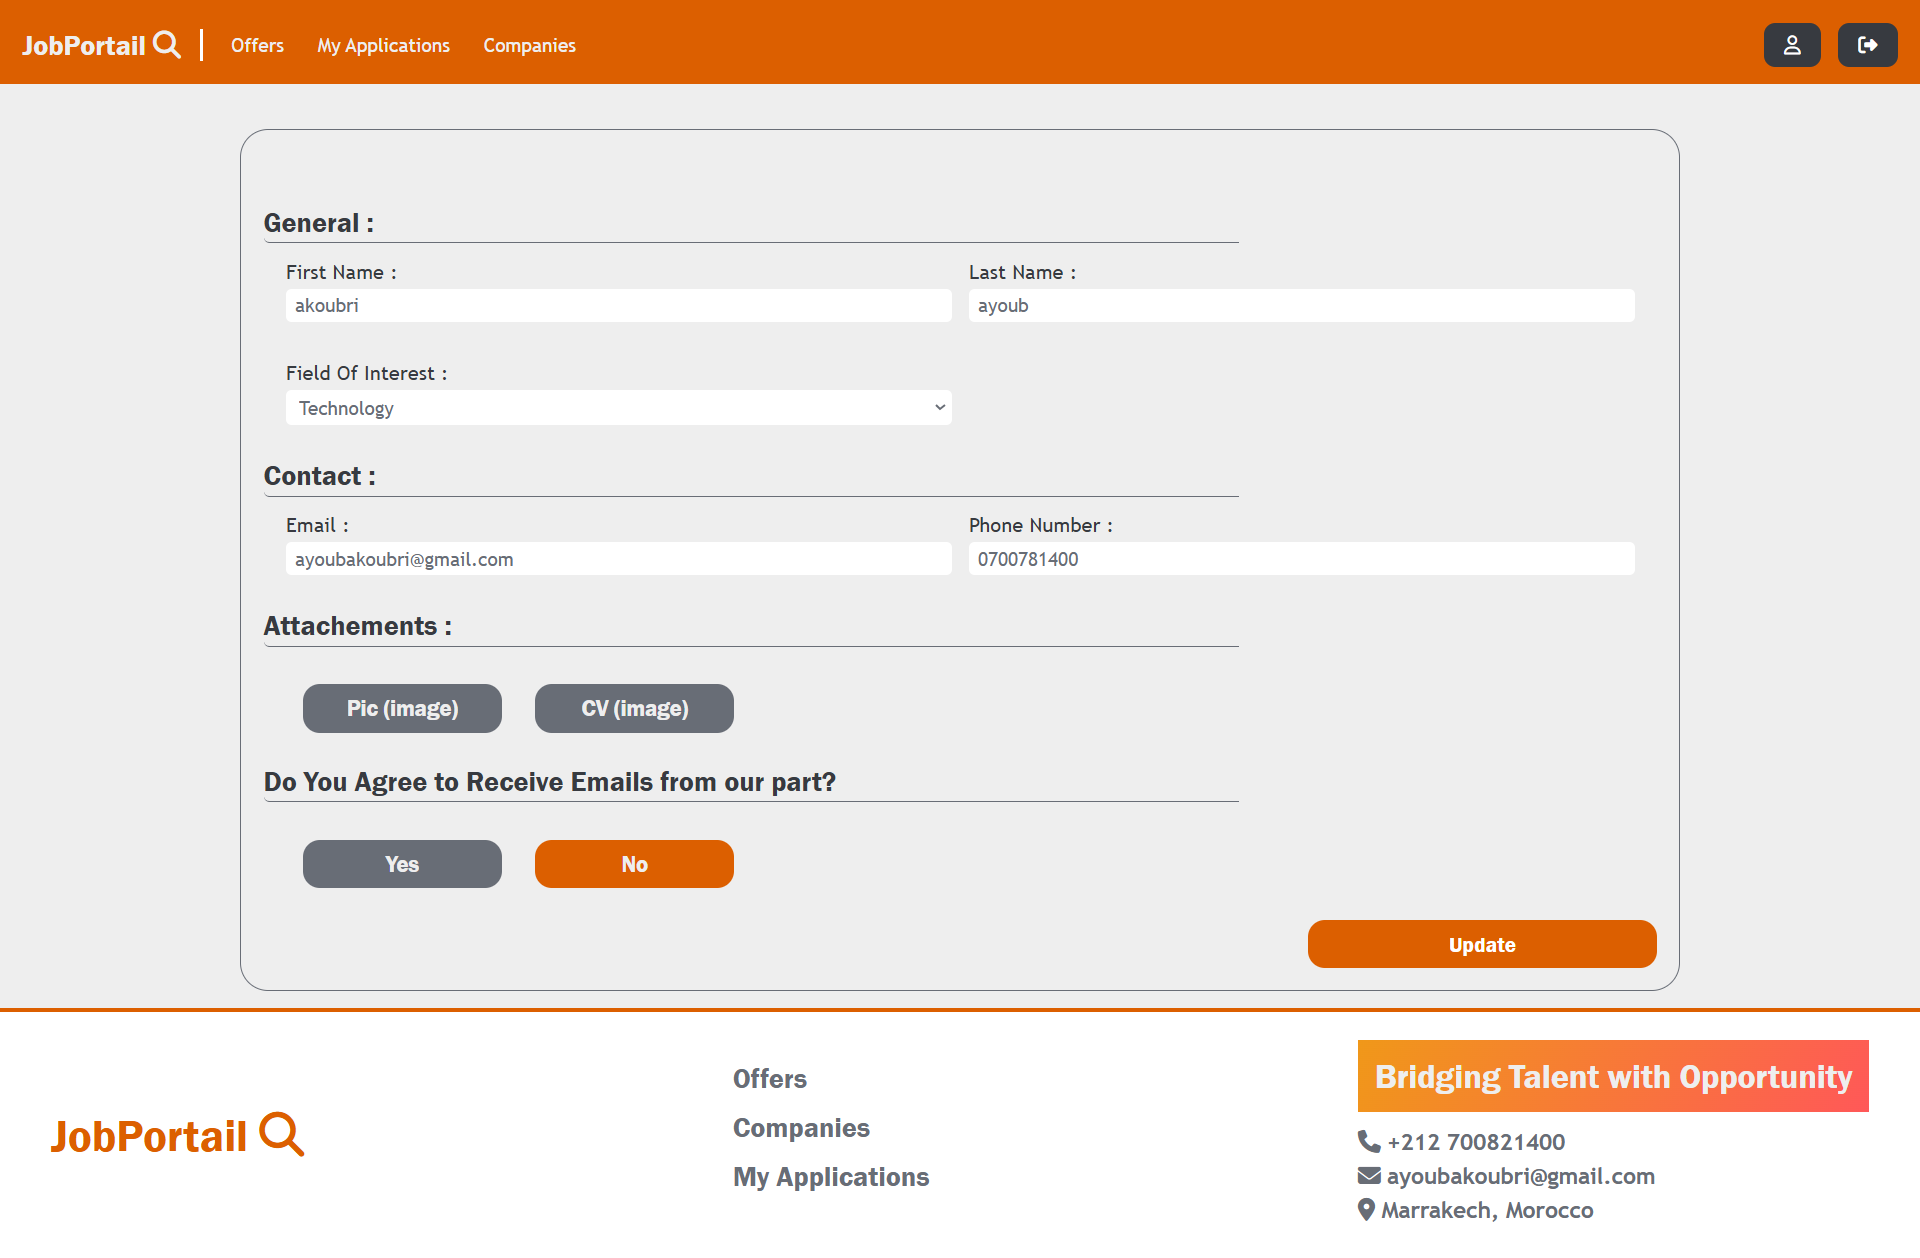 JobPortail
Offers
My Applications
Companies
General :
First Name :
Last Name :
akoubri
ayoub
Field Of Interest :
Technology
Contact :
Email :
Phone Number :
ayoubakoubri@gmail.com
0700781400
Attachements :
Pic (image)
CV (image)
Do You Agree to Receive Emails from our part?
Yes
No
Update
JobPortail
Offers
Companies
My Applications
Bridging Talent with Opportunity
+212 700821400
ayoubakoubri@gmail.com
Marrakech, Morocco